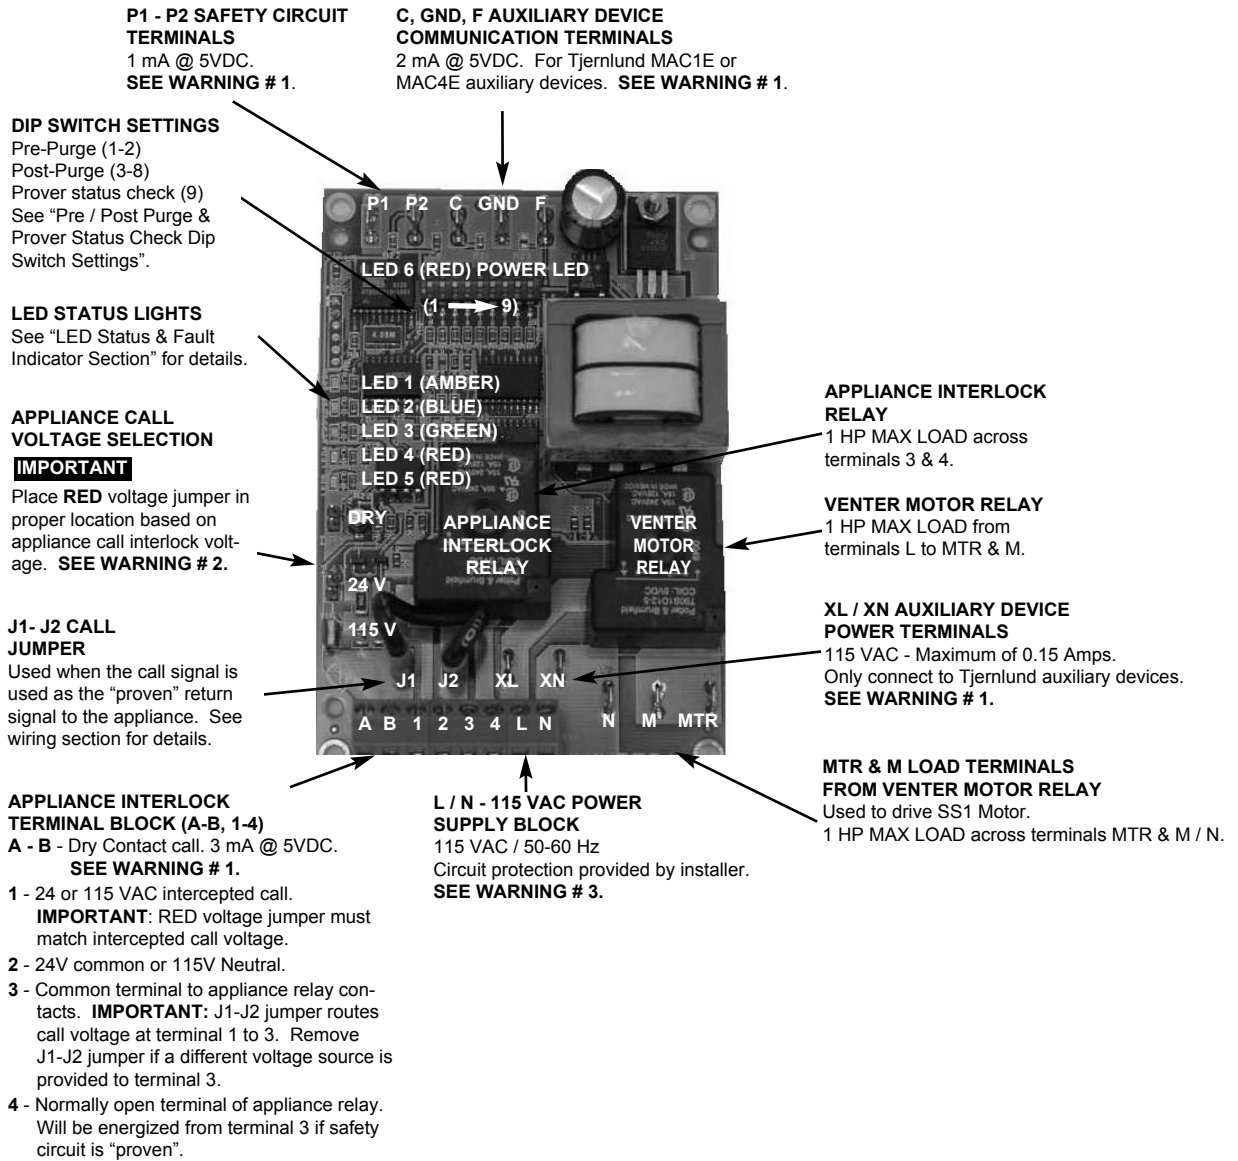 P1 - P2 SAFETY CIRCUIT
TERMINALS
1 mA @ 5VDC.
SEE WARNING # 1.
C, GND, F AUXILIARY DEVICE
COMMUNICATION TERMINALS
2 mA @ 5VDC. For Tjernlund MAC1E or
MAC4E auxiliary devices. SEE WARNING # 1.
DIP SWITCH SETTINGS
Pre-Purge (1-2)
Post-Purge (3-8)
Prover status check (9)
See “Pre / Post Purge &
Prover Status Check Dip
Switch Settings”.
LED STATUS LIGHTS
See “LED Status & Fault
Indicator Section” for details.
APPLIANCE CALL
VOLTAGE SELECTION
IMPORTANT
Place RED voltage jumper in
proper location based on
appliance call interlock volt-
age. SEE WARNING # 2.
J1- J2 CALL
JUMPER
Used when the call signal is
used as the “proven” return
signal to the appliance. See
wiring section for details.
APPLIANCE INTERLOCK
TERMINAL BLOCK (A-B, 1-4)
A - B - Dry Contact call. 3 mA @ 5VDC.
SEE WARNING # 1.
1 - 24 or 115 VAC intercepted call.
IMPORTANT: RED voltage jumper must
match intercepted call voltage.
2 - 24V common or 115V Neutral.
3 - Common terminal to appliance relay con-
tacts. IMPORTANT: J1-J2 jumper routes
call voltage at terminal 1 to 3. Remove
J1-J2 jumper if a different voltage source is
provided to terminal 3.
4 - Normally open terminal of appliance relay.
Will be energized from terminal 3 if safety
circuit is “proven”.
P1 P2 C GND F
LED 6 (RED) POWER LED
(1 9)
4.00M
LED 1 (AMBER)
LED 2 (BLUE)
LED 3 (GREEN)
LED 4 (RED)
LED 5 (RED)
DRY
24 V
115 V
APPLIANCE
INTERLOCK
RELAY
Potter & Brumfield
VENTER
MOTOR
RELAY
COIL: 5VDC
Potter & Brumfield
J1 J2 XL XN
A B 1 2 3 4 L N
N M MTR
L / N - 115 VAC POWER
SUPPLY BLOCK
115 VAC / 50-60 Hz
Circuit protection provided by installer.
SEE WARNING # 3.
APPLIANCE INTERLOCK
RELAY
1 HP MAX LOAD across
terminals 3 & 4.
VENTER MOTOR RELAY
1 HP MAX LOAD from
terminals L to MTR & M.
XL / XN AUXILIARY DEVICE
POWER TERMINALS
115 VAC - Maximum of 0.15 Amps.
Only connect to Tjernlund auxiliary devices.
SEE WARNING # 1.
MTR & M LOAD TERMINALS
FROM VENTER MOTOR RELAY
Used to drive SS1 Motor.
1 HP MAX LOAD across terminals MTR & M / N.